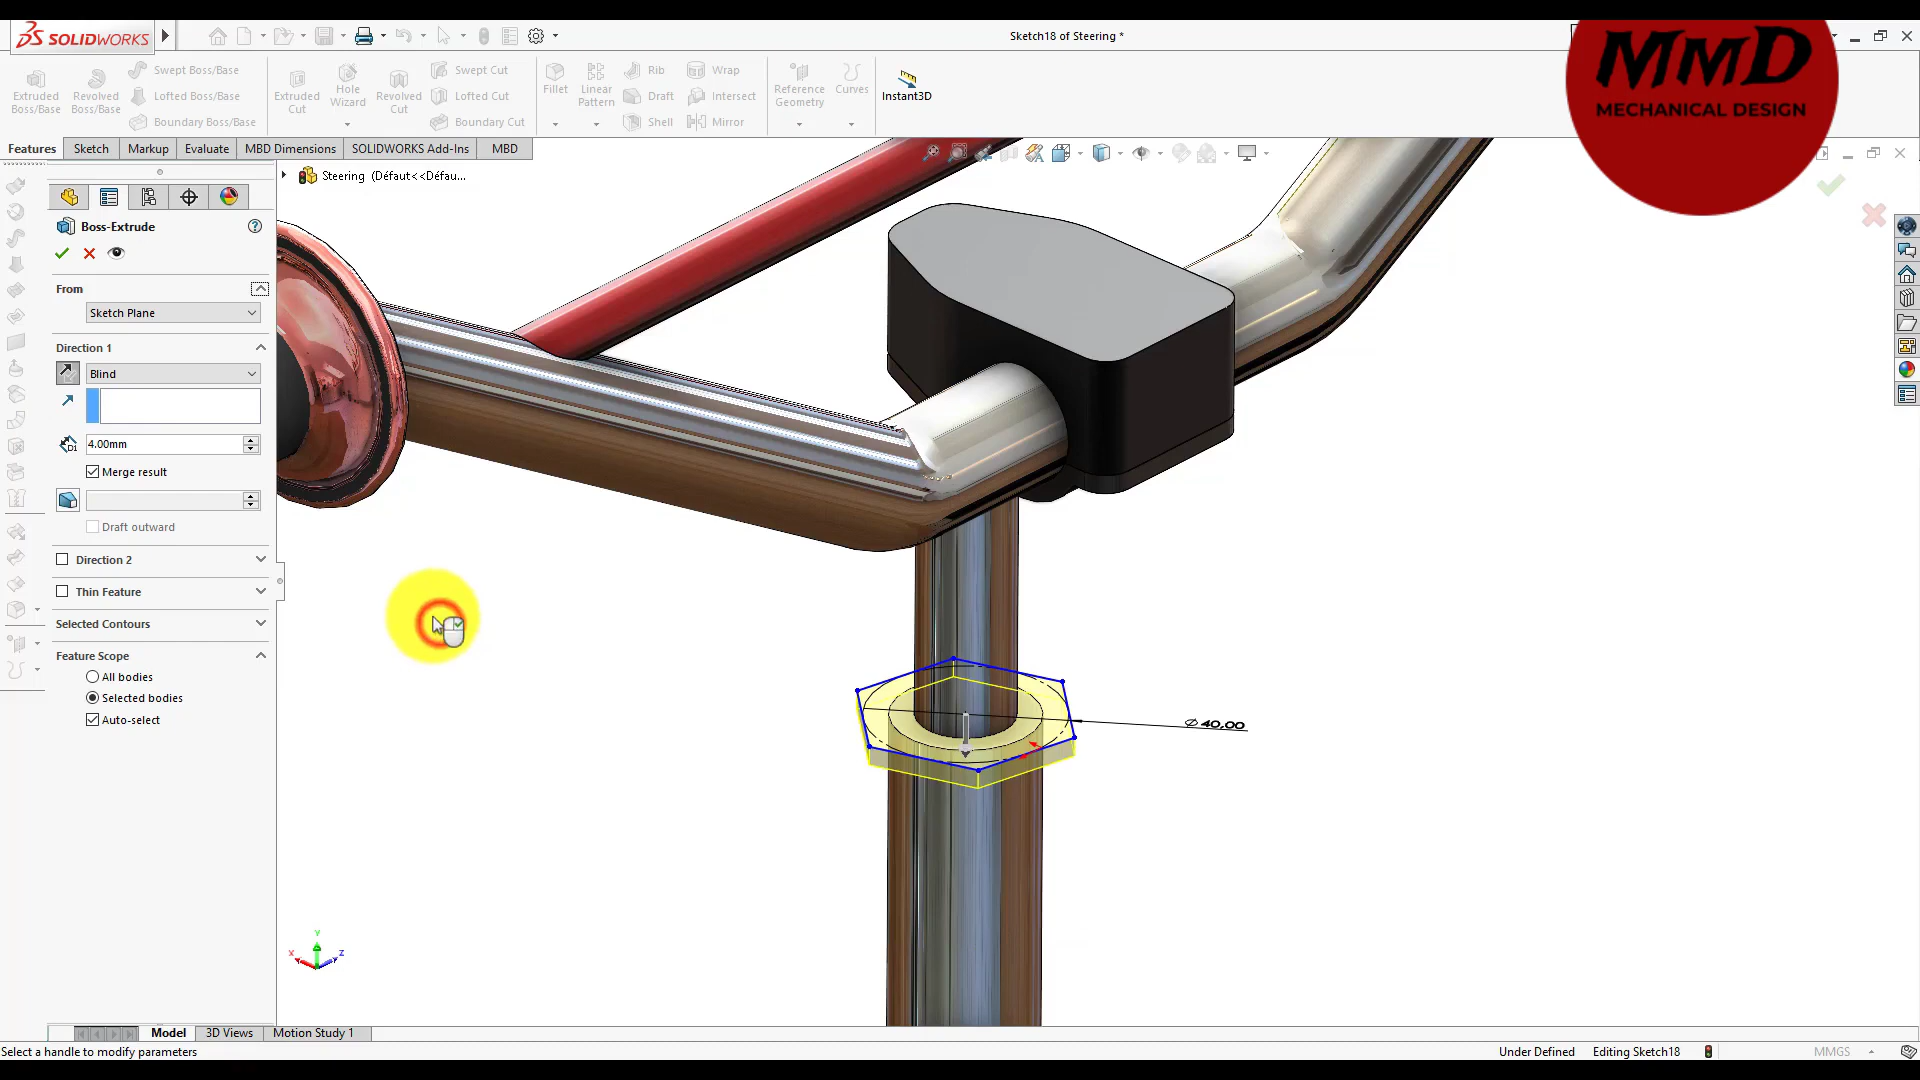 SOLIDWORKS
Sketch18 of Steering *
MMD
MECHANICAL DESIGN
Extruded Boss/Base
Revolved Boss/Base
Swept Boss/Base
Lofted Boss/Base
Boundary Boss/Base
Extruded Cut
Hole Wizard
Revolved Cut
Swept Cut
Lofted Cut
Boundary Cut
Fillet
Linear Pattern
Rib
Draft
Shell
Wrap
Intersect
Mirror
Reference Geometry
Curves
Instant3D
Features
Sketch
Markup
Evaluate
MBD Dimensions
SOLIDWORKS Add-Ins
MBD
Steering (Défaut<<Défau...
Boss-Extrude
From
Sketch Plane
Direction 1
Blind
D1
4.00mm
Merge result
Draft outward
Direction 2
Thin Feature
Selected Contours
Feature Scope
All bodies
Selected bodies
Auto-select
⌀ 40,00
Y
X
Z
Model
3D Views
Motion Study 1
Select a handle to modify parameters
Under Defined
Editing Sketch18
MMGS